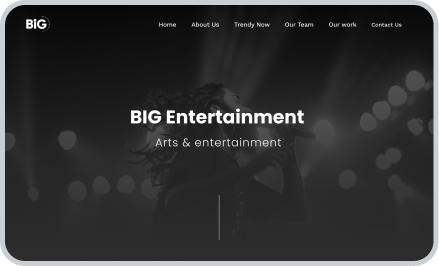 BiG
Home About Us Trendy Now Our Team Our work Contact Us
BIG Entertainment
Arts & entertainment